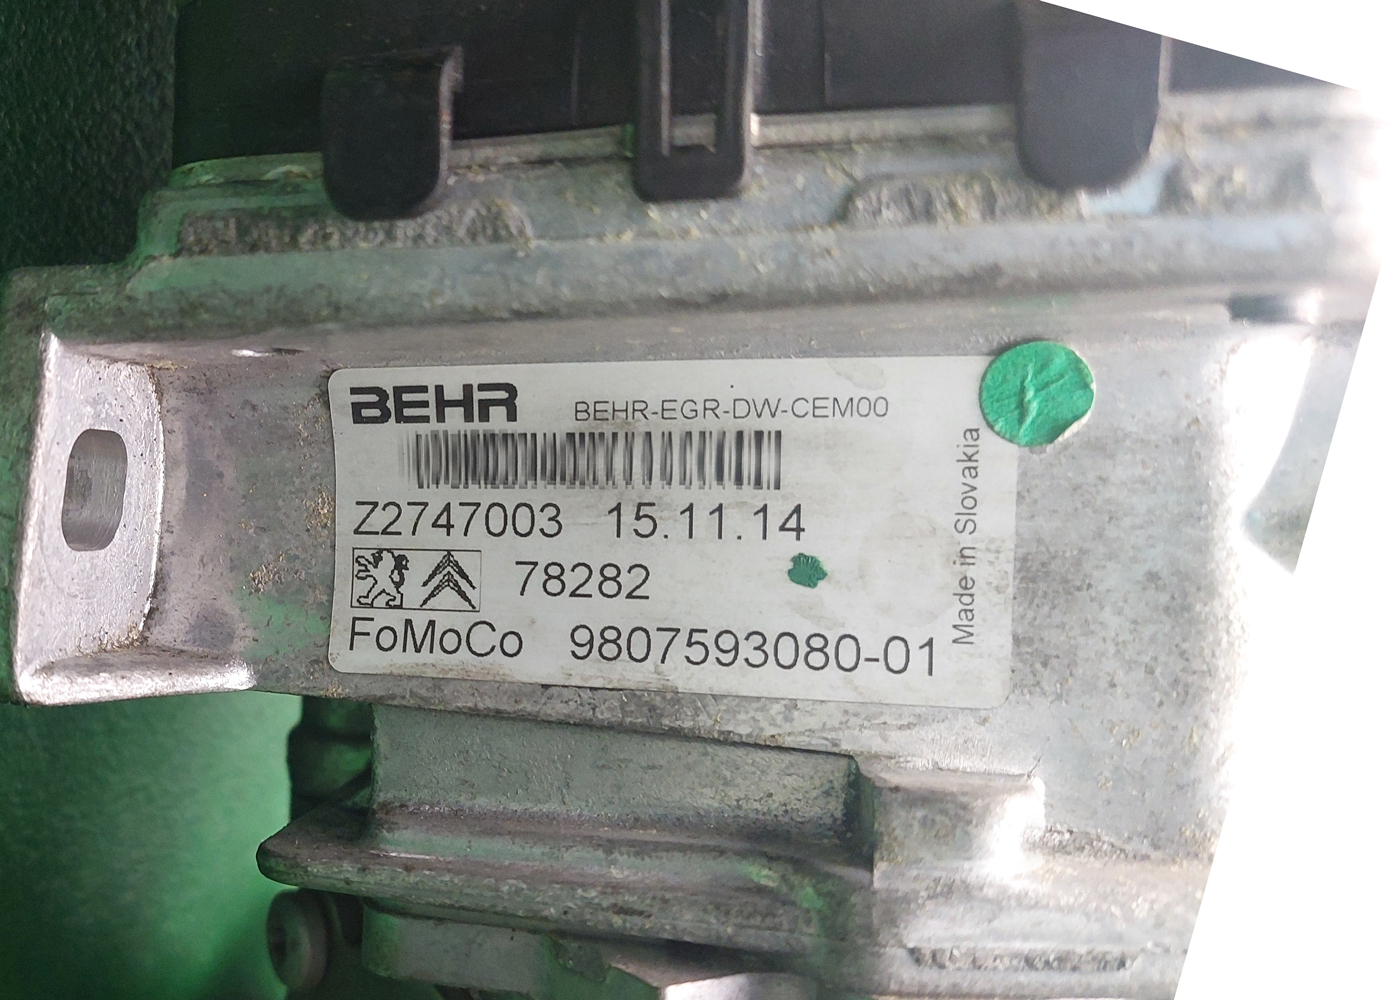 BEHR BEHR-EGR-DW-CEM00
Z2747003 15.11.14
78282
FoMoCo 9807593080-01
Made in Slovakia